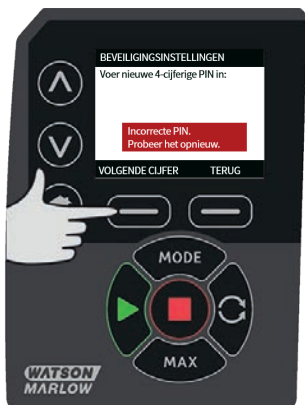 BEVEILIGINGSINSTELLINGEN
Voer nieuwe 4-cijferige PIN in:
Incorrecte PIN.
Probeer het opnieuw.
VOLGENDE CIJFER TERUG
MODE
MAX
WATSON
MARLOW